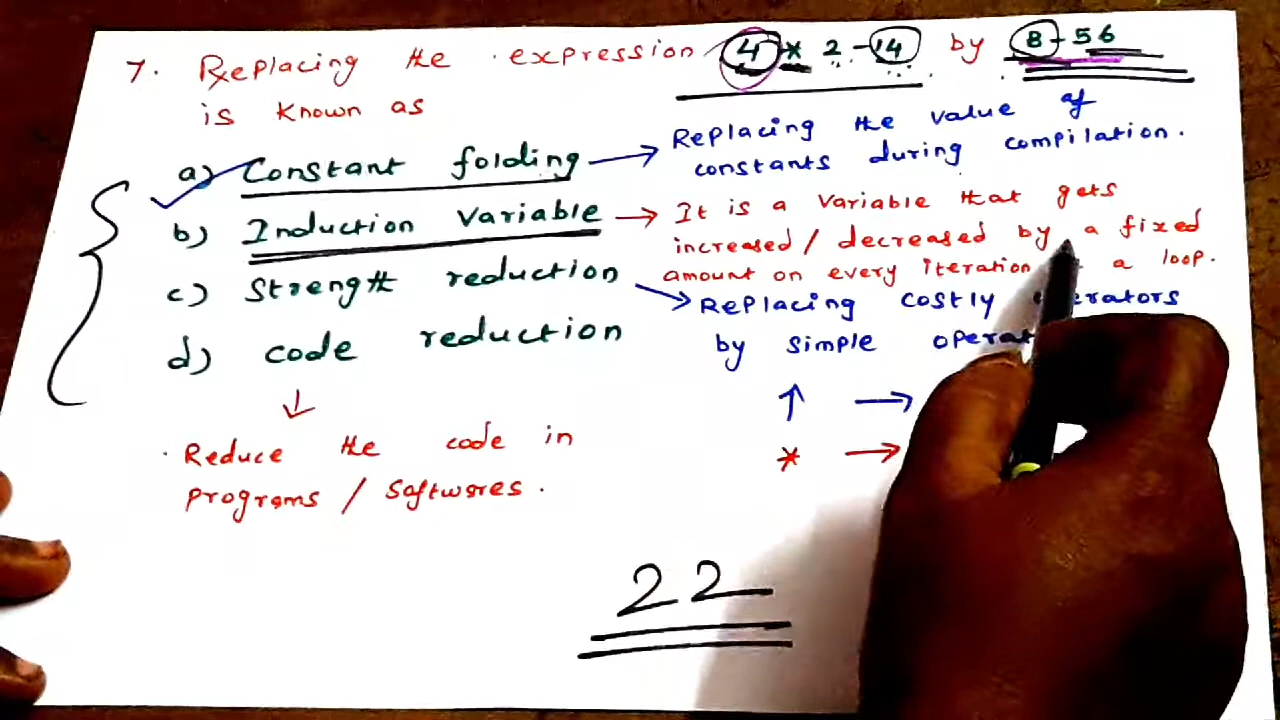 7. Replacing the expression 4 * 2 - 14 by 8 - 56
is known as
a) Constant folding → Replacing the value of
constants during compilation.
b) Induction variable → It is a variable that gets
increased / decreased by a fixed
amount on every iteration a loop.
c) Strength reduction → Replacing costly
by simple
d) code reduction
↓
Reduce the code in
programs / softwares.
↑ →
* →
22